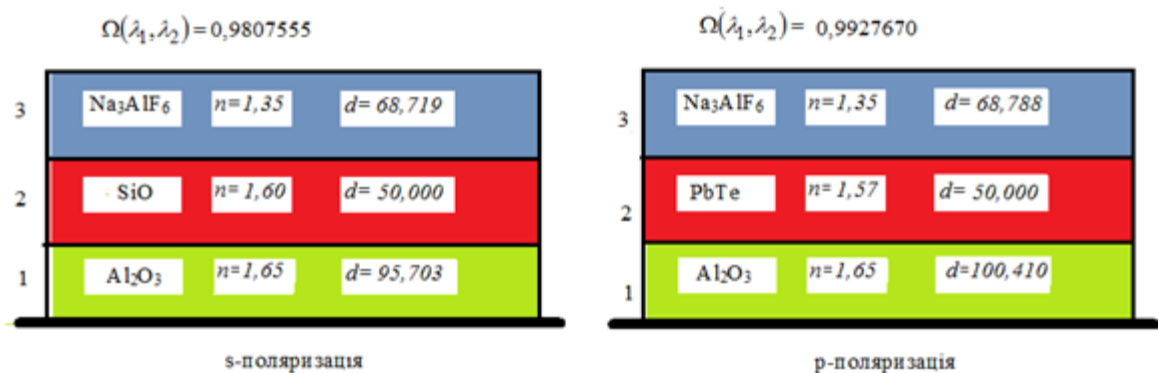 Ω(λ₁,λ₂) = 0,9807555
3 Na₃AlF₆ n=1,35 d= 68,719
2 SiO n=1,60 d= 50,000
1 Al₂O₃ n=1,65 d= 95,703
s-поляризація
Ω(λ₁,λ₂) = 0,9927670
3 Na₃AlF₆ n=1,35 d= 68,788
2 PbTe n=1,57 d= 50,000
1 Al₂O₃ n=1,65 d=100,410
p-поляризація